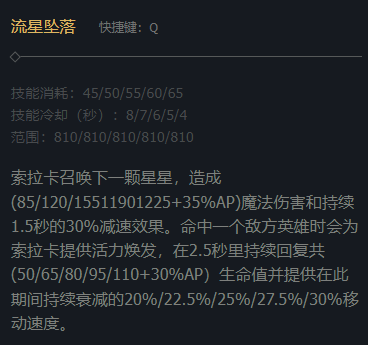 流星坠落 快捷键：Q
技能消耗：45/50/55/60/65
技能冷却（秒）：8/7/6/5/4
范围：810/810/810/810/810
索拉卡召唤下一颗星星，造成
(85/120/15511901225+35%AP)魔法伤害和持续
1.5秒的30%减速效果。命中一个敌方英雄时会为
索拉卡提供活力焕发，在2.5秒里持续回复共
(50/65/80/95/110+30%AP）生命值并提供在此
期间持续衰减的20%/22.5%/25%/27.5%/30%移
动速度。